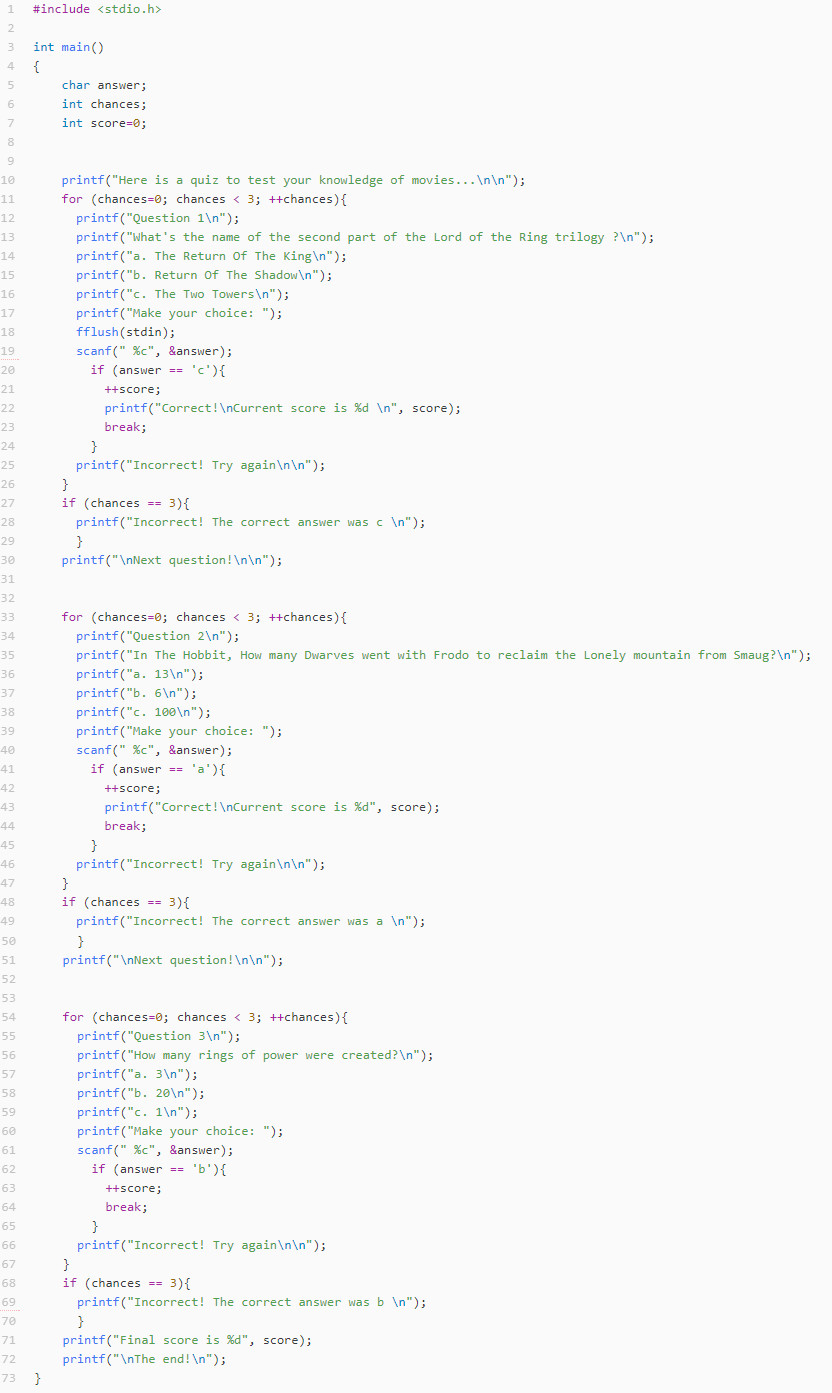 1 #include <stdio.h>
2
3 int main()
4 {
5     char answer;
6     int chances;
7     int score=0;
8
9
10     printf("Here is a quiz to test your knowledge of movies...\n\n");
11     for (chances=0; chances < 3; ++chances){
12       printf("Question 1\n");
13       printf("What's the name of the second part of the Lord of the Ring trilogy ?\n");
14       printf("a. The Return Of The King\n");
15       printf("b. Return Of The Shadow\n");
16       printf("c. The Two Towers\n");
17       printf("Make your choice: ");
18       fflush(stdin);
19       scanf(" %c", &answer);
20         if (answer == 'c'){
21           ++score;
22           printf("Correct!\nCurrent score is %d \n", score);
23           break;
24         }
25       printf("Incorrect! Try again\n\n");
26     }
27     if (chances == 3){
28       printf("Incorrect! The correct answer was c \n");
29       }
30     printf("\nNext question!\n\n");
31
32
33     for (chances=0; chances < 3; ++chances){
34       printf("Question 2\n");
35       printf("In The Hobbit, How many Dwarves went with Frodo to reclaim the Lonely mountain from Smaug?\n");
36       printf("a. 13\n");
37       printf("b. 6\n");
38       printf("c. 100\n");
39       printf("Make your choice: ");
40       scanf(" %c", &answer);
41         if (answer == 'a'){
42           ++score;
43           printf("Correct!\nCurrent score is %d", score);
44           break;
45         }
46       printf("Incorrect! Try again\n\n");
47     }
48     if (chances == 3){
49       printf("Incorrect! The correct answer was a \n");
50       }
51     printf("\nNext question!\n\n");
52
53
54     for (chances=0; chances < 3; ++chances){
55       printf("Question 3\n");
56       printf("How many rings of power were created?\n");
57       printf("a. 3\n");
58       printf("b. 20\n");
59       printf("c. 1\n");
60       printf("Make your choice: ");
61       scanf(" %c", &answer);
62         if (answer == 'b'){
63           ++score;
64           break;
65         }
66       printf("Incorrect! Try again\n\n");
67     }
68     if (chances == 3){
69       printf("Incorrect! The correct answer was b \n");
70       }
71     printf("Final score is %d", score);
72     printf("\nThe end!\n");
73 }